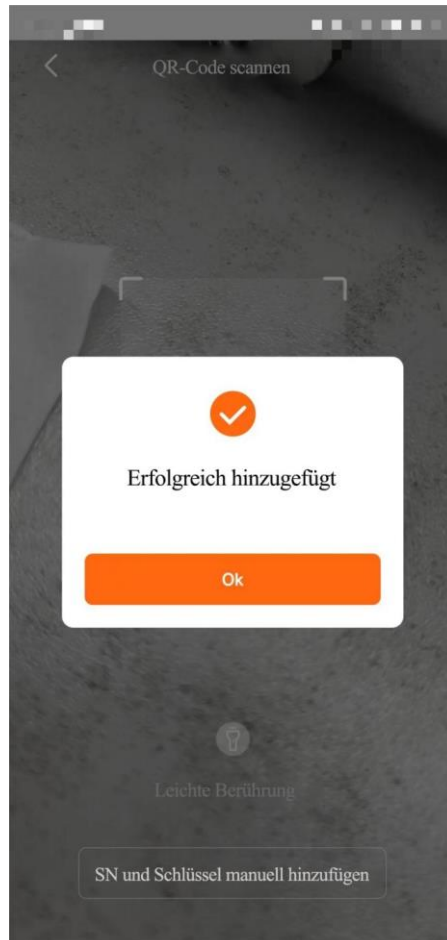 QR-Code scannen
Erfolgreich hinzugefügt
Ok
Leichte Berührung
SN und Schlüssel manuell hinzufügen